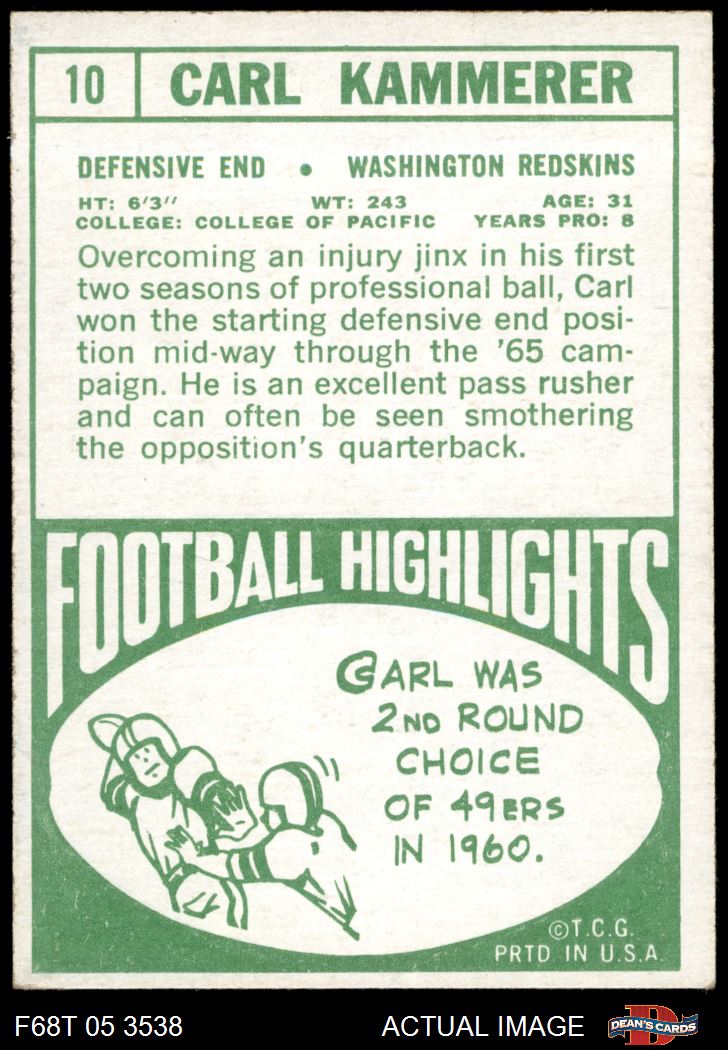 10 CARL KAMMERER
DEFENSIVE END • WASHINGTON REDSKINS
HT: 6'3" WT: 243 AGE: 31
COLLEGE: COLLEGE OF PACIFIC YEARS PRO: 8
Overcoming an injury jinx in his first
two seasons of professional ball, Carl
won the starting defensive end posi-
tion mid-way through the '65 cam-
paign. He is an excellent pass rusher
and can often be seen smothering
the opposition's quarterback.
FOOTBALL HIGHLIGHTS
CARL WAS
2ND ROUND
CHOICE
OF 49ERS
IN 1960.
©T.C.G.
PRTD IN U.S.A.
F68T 05 3538 ACTUAL IMAGE DEAN'S CARDS